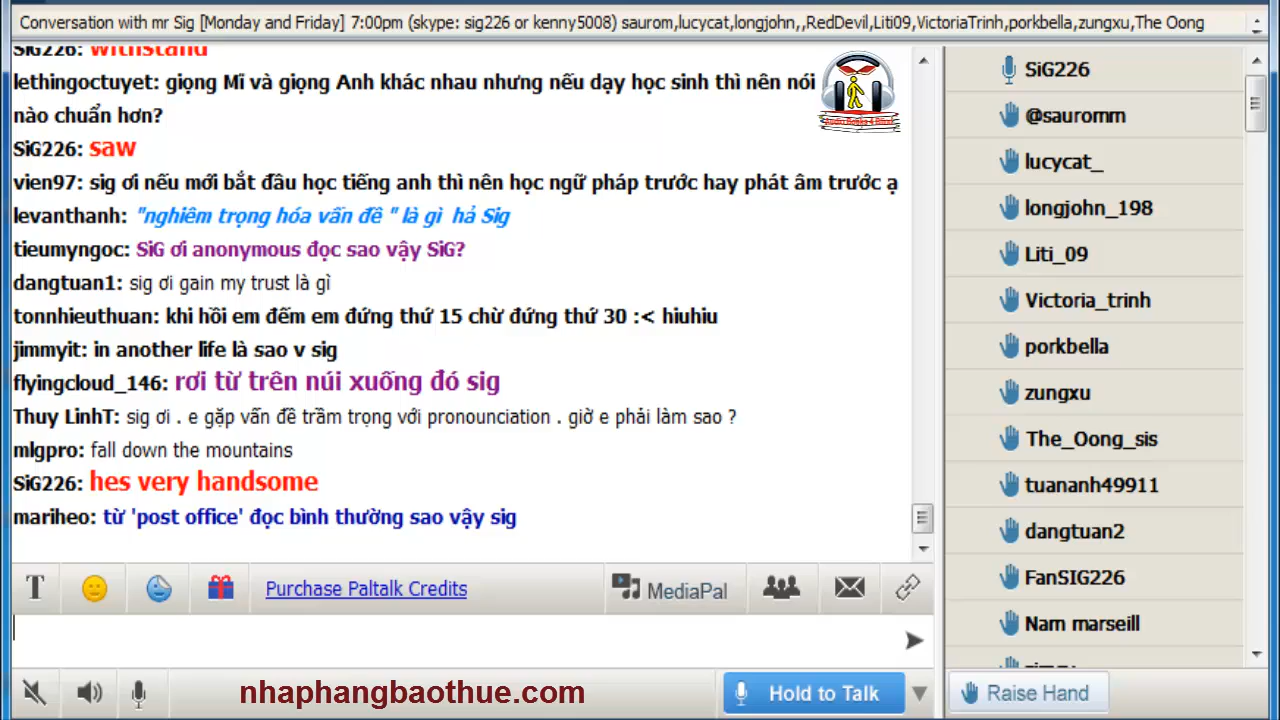 Conversation with mr Sig [Monday and Friday] 7:00pm (skype: sig226 or kenny5008) saurom,lucycat,longjohn,,RedDevil,Liti09,VictoriaTrinh,porkbella,zungxu,The Oong
SiG226: withstand
lethingoctuyet: giọng Mĩ và giọng Anh khác nhau nhưng nếu dạy học sinh thì nên nói
nào chuẩn hơn?
SiG226: saw
vien97: sig ơi nếu mới bắt đầu học tiếng anh thì nên học ngữ pháp trước hay phát âm trước ạ
levanthanh: "nghiêm trọng hóa vấn đề " là gì  hả Sig
tieumyngoc: SiG ơi anonymous đọc sao vậy SiG?
dangtuan1: sig ơi gain my trust là gì
tonnhieuthuan: khi hồi em đếm em đứng thứ 15 chừ đứng thứ 30 :< hiuhiu
jimmyit: in another life là sao v sig
flyingcloud_146: rơi từ trên núi xuống đó sig
Thuy LinhT: sig ơi . e gặp vấn đề trầm trọng với pronounciation . giờ e phải làm sao ?
mlgpro: fall down the mountains
SiG226: hes very handsome
mariheo: từ 'post office' đọc bình thường sao vậy sig
Purchase Paltalk Credits
MediaPal
nhaphangbaothue.com
Hold to Talk
SiG226
@sauromm
lucycat_
longjohn_198
Liti_09
Victoria_trinh
porkbella
zungxu
The_Oong_sis
tuananh49911
dangtuan2
FanSIG226
Nam marseill
Raise Hand